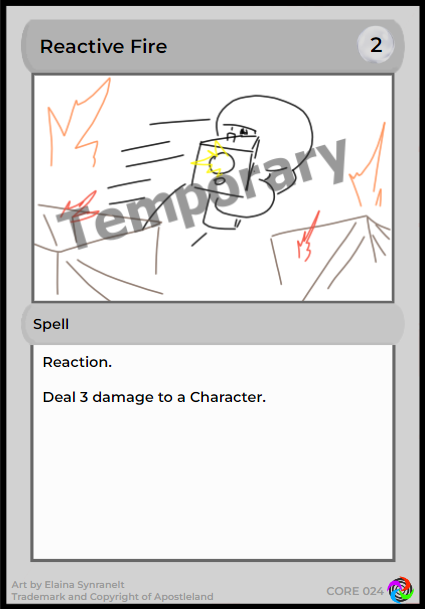 Reactive Fire
2
Temporary
Spell
Reaction.
Deal 3 damage to a Character.
Art by Elaina Synranelt
Trademark and Copyright of Apostleland
CORE 024